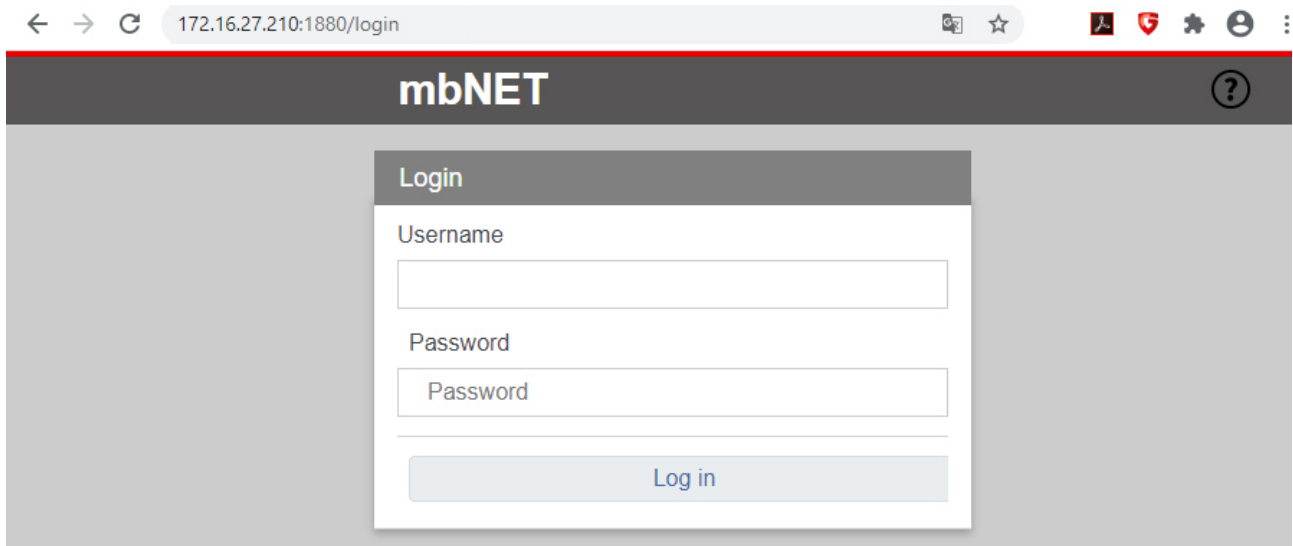 172.16.27.210:1880/login
mbNET
Login
Username
Password
Password
Log in